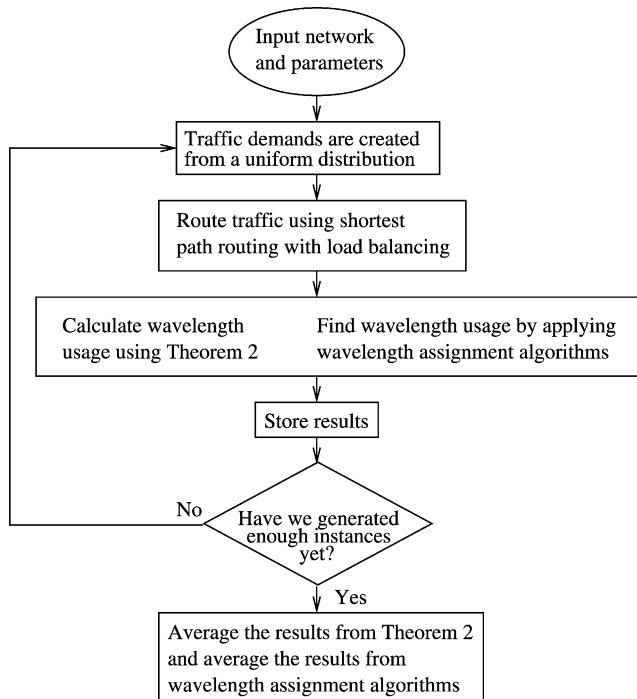 Input network
and parameters
Traffic demands are created
from a uniform distribution
Route traffic using shortest
path routing with load balancing
Calculate wavelength
usage using Theorem 2
Find wavelength usage by applying
wavelength assignment algorithms
Store results
No
Have we generated
enough instances
yet?
Yes
Average the results from Theorem 2
and average the results from
wavelength assignment algorithms